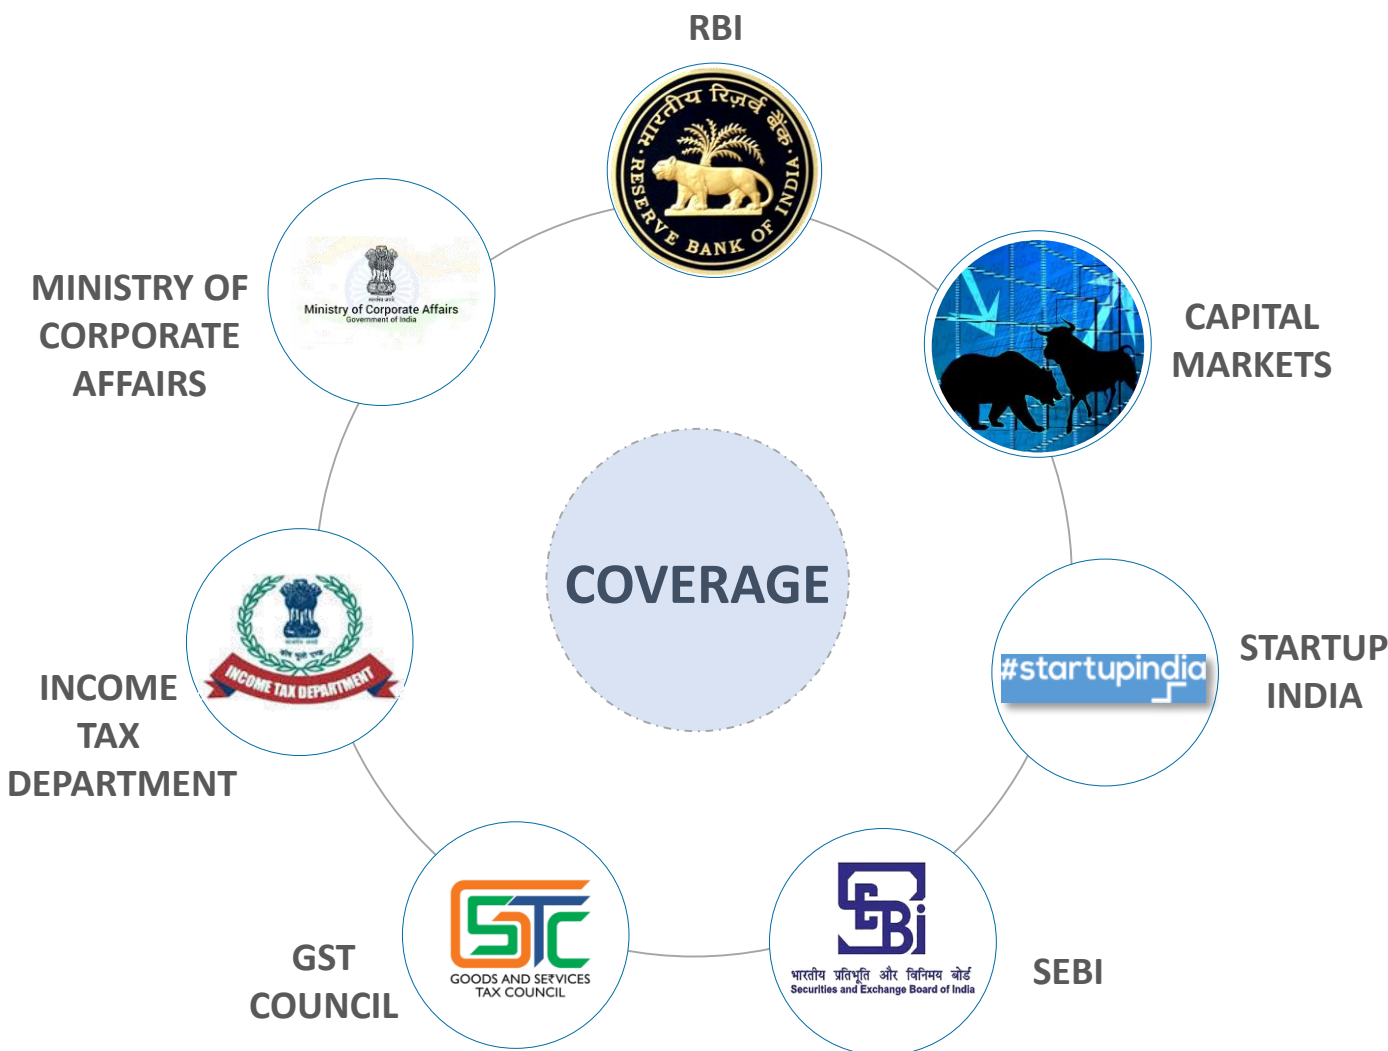 RBI
भारतीय रिज़र्व बैंक
RESERVE BANK OF INDIA
CAPITAL
MARKETS
#startupindia
STARTUP
INDIA
SEBI
भारतीय प्रतिभूति और विनिमय बोर्ड
Securities and Exchange Board of India
SEBI
GSTC
GOODS AND SE₹VICES
TAX COUNCIL
GST
COUNCIL
INCOME TAX DEPARTMENT
INCOME
TAX
DEPARTMENT
Ministry of Corporate Affairs
Government of India
MINISTRY OF
CORPORATE
AFFAIRS
COVERAGE